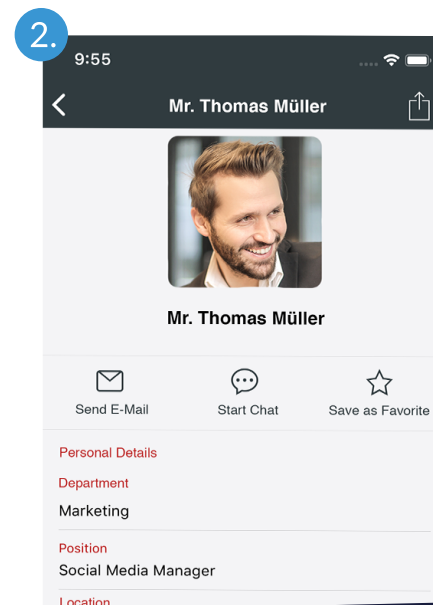 2.
9:55
Mr. Thomas Müller
Mr. Thomas Müller
Send E-Mail
Start Chat
Save as Favorite
Personal Details
Department
Marketing
Position
Social Media Manager
Location